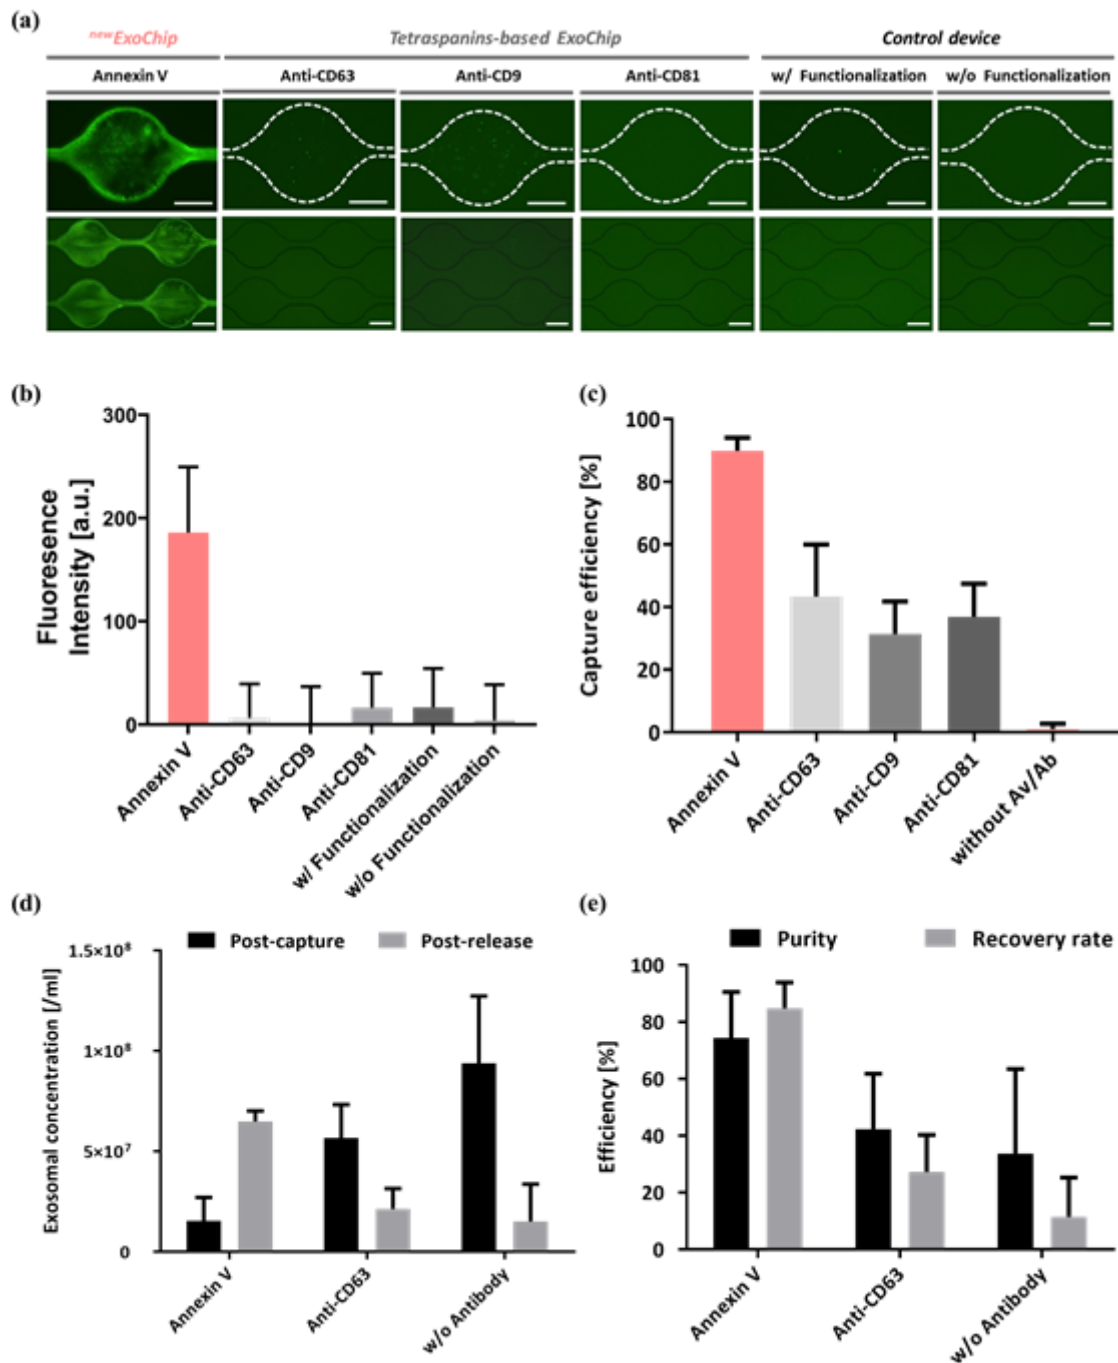 (a)
newExoChip Tetraspanins-based ExoChip Control device
Annexin V Anti-CD63 Anti-CD9 Anti-CD81 w/ Functionalization w/o Functionalization
(b)
300
200
100
0
Fluoresence
Intensity [a.u.]
Annexin V
Anti-CD63
Anti-CD9
Anti-CD81
w/ Functionalization
w/o Functionalization
(c)
100
80
60
40
20
0
Capture efficiency [%]
Annexin V
Anti-CD63
Anti-CD9
Anti-CD81
without Av/Ab
(d)
Post-capture Post-release
1.5×10⁸
1×10⁸
5×10⁷
0
Exosomal concentration [/ml]
Annexin V
Anti-CD63
w/o Antibody
(e)
Purity Recovery rate
100
80
60
40
20
0
Efficiency [%]
Annexin V
Anti-CD63
w/o Antibody